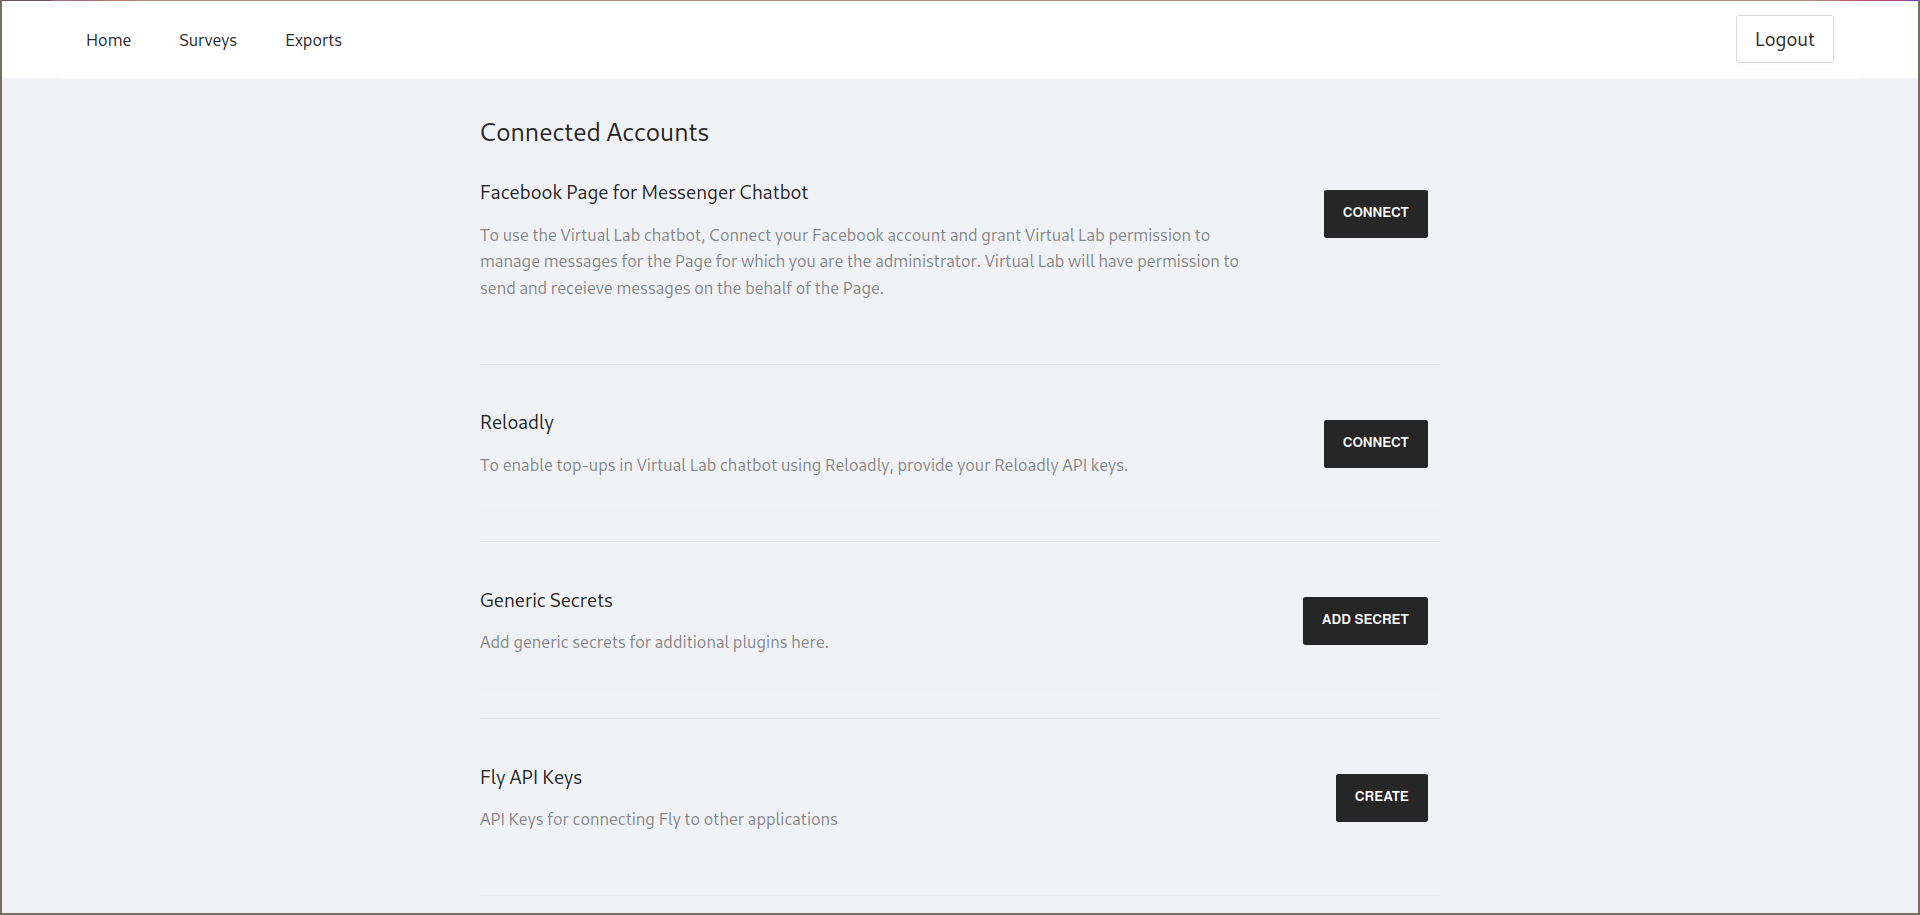 Home Surveys Exports Logout
Connected Accounts
Facebook Page for Messenger Chatbot
CONNECT
To use the Virtual Lab chatbot, Connect your Facebook account and grant Virtual Lab permission to
manage messages for the Page for which you are the administrator. Virtual Lab will have permission to
send and receieve messages on the behalf of the Page.
Reloadly
CONNECT
To enable top-ups in Virtual Lab chatbot using Reloadly, provide your Reloadly API keys.
Generic Secrets
ADD SECRET
Add generic secrets for additional plugins here.
Fly API Keys
CREATE
API Keys for connecting Fly to other applications